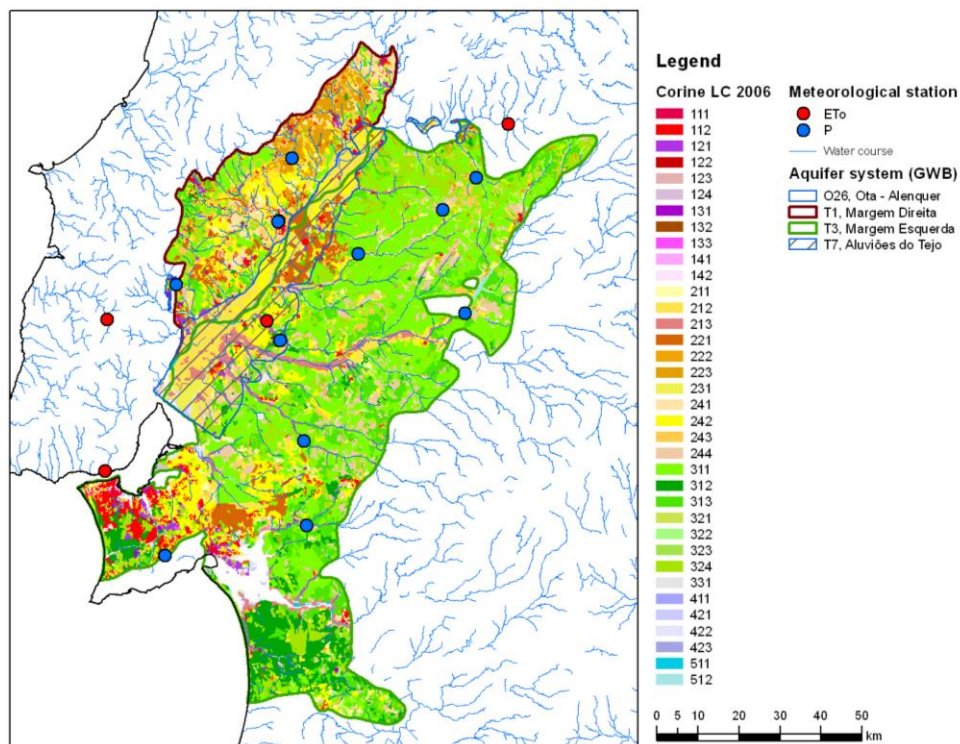 Legend
Corine LC 2006
111
112
121
122
123
124
131
132
133
141
142
211
212
213
221
222
223
231
241
242
243
244
311
312
313
321
322
323
324
331
411
421
422
423
511
512
Meteorological station
ETo
P
Water course
Aquifer system (GWB)
O26, Ota - Alenquer
T1, Margem Direita
T3, Margem Esquerda
T7, Aluviões do Tejo
0 5 10 20 30 40 50
km